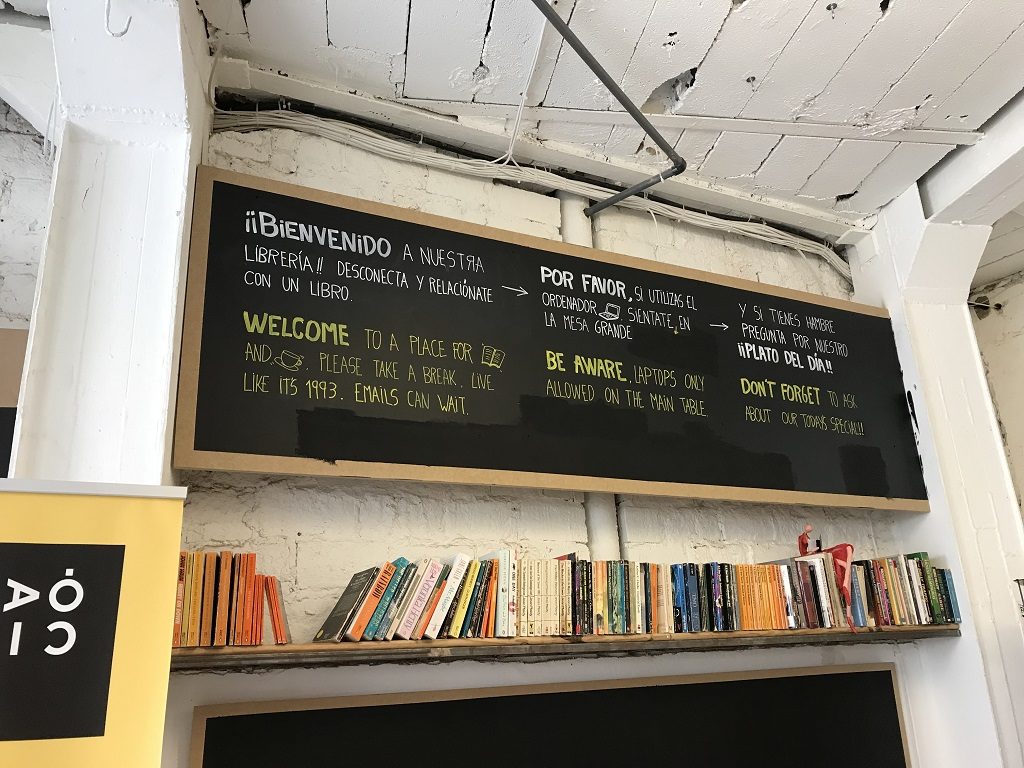 ¡¡BIENVENIDO A NUESTRA
LIBRERÍA!! DESCONECTA Y RELACIÓNATE
CON UN LIBRO.
WELCOME TO A PLACE FOR
AND . PLEASE TAKE A BREAK. LIVE
LIKE IT'S 1993. EMAILS CAN WAIT.
POR FAVOR, SI UTILIZAS EL
ORDENADOR SIENTATE EN
LA MESA GRANDE
BE AWARE, LAPTOPS ONLY
ALLOWED ON THE MAIN TABLE.
Y SI TIENES HAMBRE
PREGUNTA POR NUESTRO
¡¡PLATO DEL DÍA!!
DON'T FORGET TO ASK
ABOUT OUR TODAYS SPECIAL!!